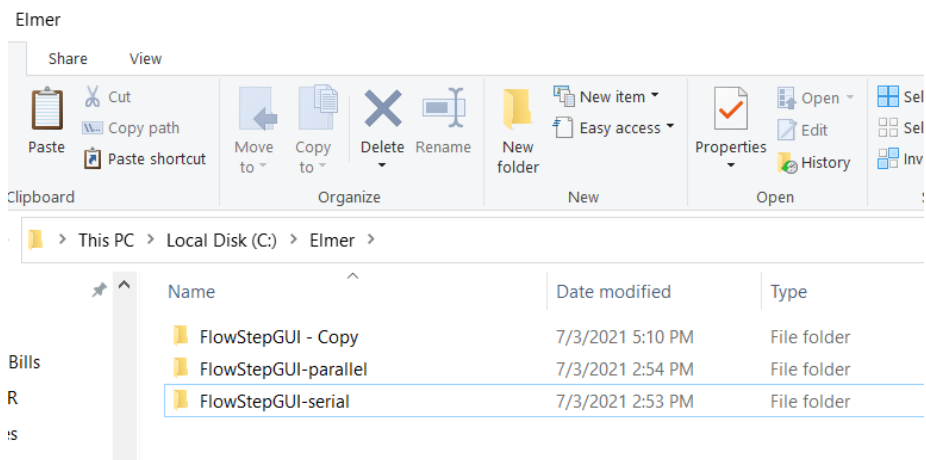 Elmer
Share View
Paste
Cut
Copy path
Paste shortcut
Clipboard
Move to
Copy to
Delete
Rename
Organize
New folder
New item
Easy access
New
Properties
Open
Edit
History
Open
Sel
Sel
Inv
This PC > Local Disk (C:) > Elmer >
Name Date modified Type
FlowStepGUI - Copy 7/3/2021 5:10 PM File folder
FlowStepGUI-parallel 7/3/2021 2:54 PM File folder
FlowStepGUI-serial 7/3/2021 2:53 PM File folder
Bills
R